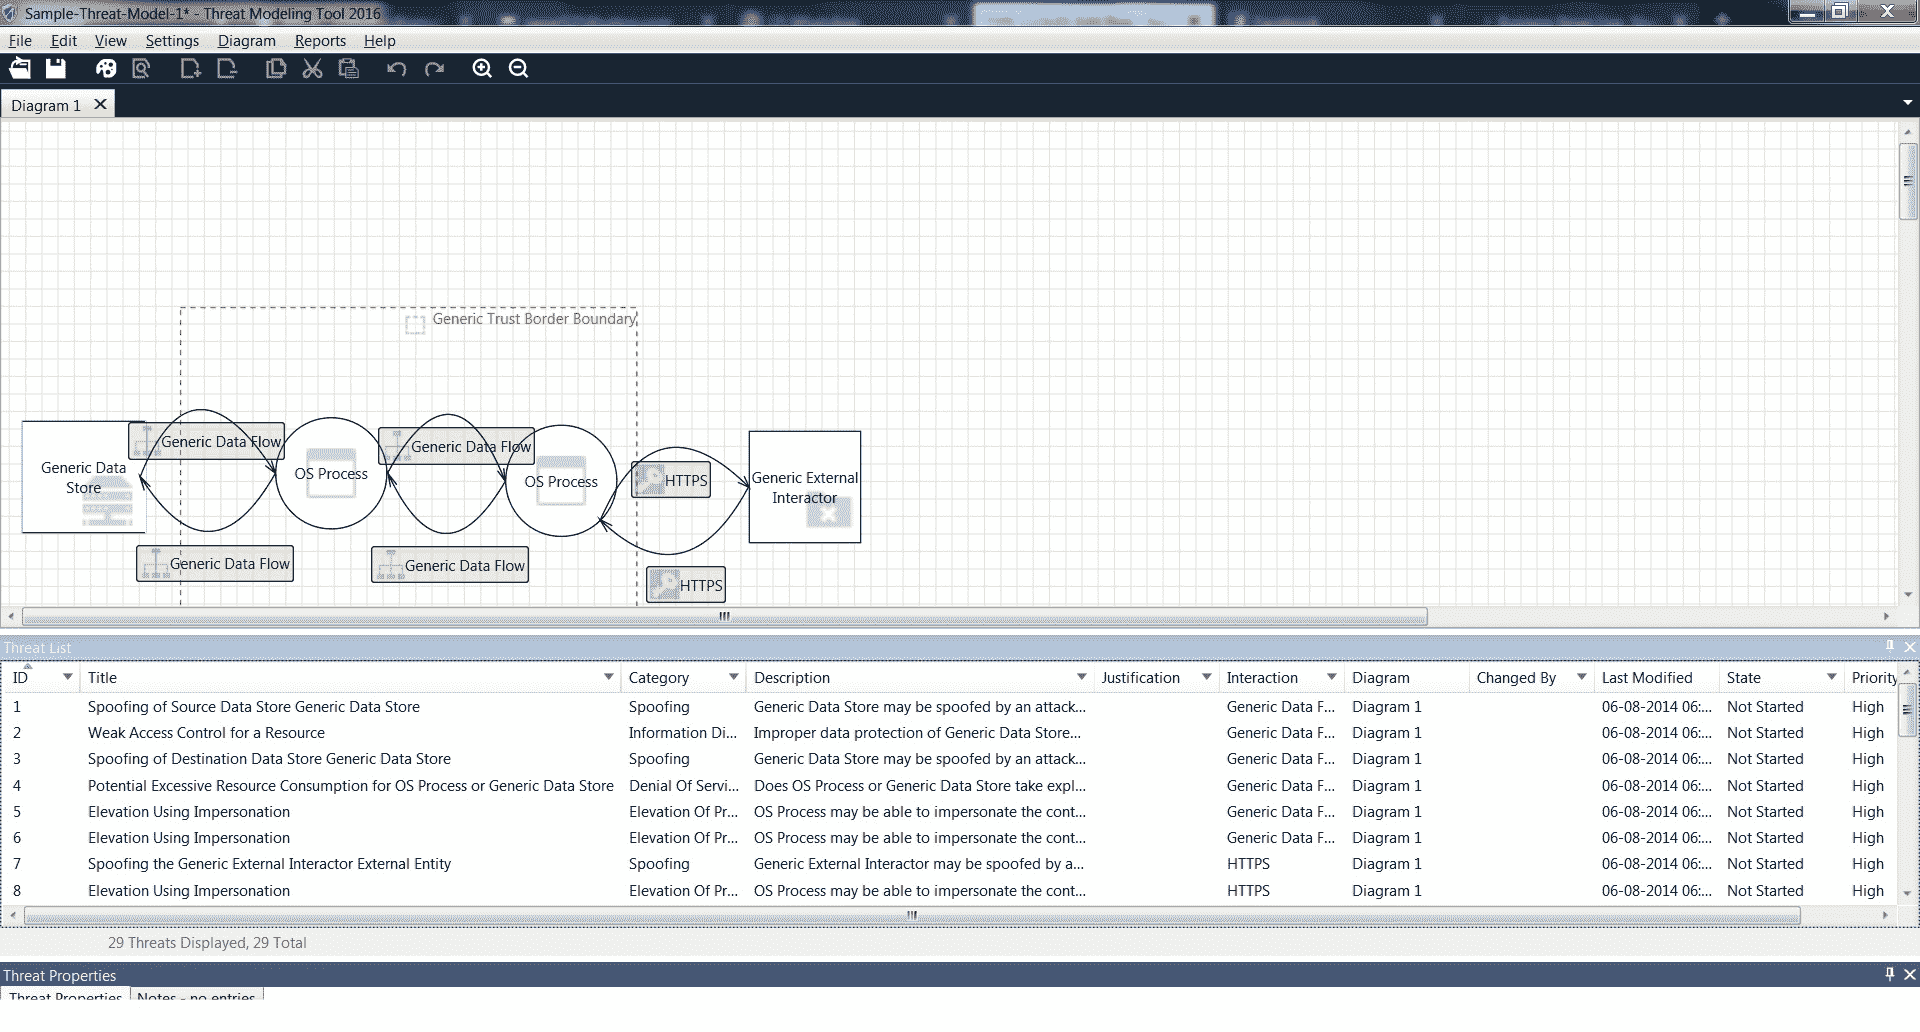 Sample-Threat-Model-1* - Threat Modeling Tool 2016
File Edit View Settings Diagram Reports Help
Diagram 1
Generic Trust Border Boundary
Generic Data Store
Generic Data Flow
OS Process
Generic Data Flow
OS Process
HTTPS
Generic External Interactor
Generic Data Flow
Generic Data Flow
HTTPS
Threat List
ID Title Category Description Justification Interaction Diagram Changed By Last Modified State Priority
1 Spoofing of Source Data Store Generic Data Store Spoofing Generic Data Store may be spoofed by an attack... Generic Data F... Diagram 1 06-08-2014 06:... Not Started High
2 Weak Access Control for a Resource Information Di... Improper data protection of Generic Data Store... Generic Data F... Diagram 1 06-08-2014 06:... Not Started High
3 Spoofing of Destination Data Store Generic Data Store Spoofing Generic Data Store may be spoofed by an attack... Generic Data F... Diagram 1 06-08-2014 06:... Not Started High
4 Potential Excessive Resource Consumption for OS Process or Generic Data Store Denial Of Servi... Does OS Process or Generic Data Store take expl... Generic Data F... Diagram 1 06-08-2014 06:... Not Started High
5 Elevation Using Impersonation Elevation Of Pr... OS Process may be able to impersonate the cont... Generic Data F... Diagram 1 06-08-2014 06:... Not Started High
6 Elevation Using Impersonation Elevation Of Pr... OS Process may be able to impersonate the cont... Generic Data F... Diagram 1 06-08-2014 06:... Not Started High
7 Spoofing the Generic External Interactor External Entity Spoofing Generic External Interactor may be spoofed by a... HTTPS Diagram 1 06-08-2014 06:... Not Started High
8 Elevation Using Impersonation Elevation Of Pr... OS Process may be able to impersonate the cont... HTTPS Diagram 1 06-08-2014 06:... Not Started High
29 Threats Displayed, 29 Total
Threat Properties
Threat Properties Notes - no entries